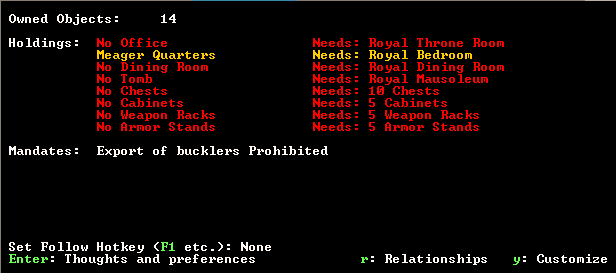 Owned Objects: 14
Holdings: No Office Needs: Royal Throne Room
Meager Quarters Needs: Royal Bedroom
No Dining Room Needs: Royal Dining Room
No Tomb Needs: Royal Mausoleum
No Chests Needs: 10 Chests
No Cabinets Needs: 5 Cabinets
No Weapon Racks Needs: 5 Weapon Racks
No Armor Stands Needs: 5 Armor Stands
Mandates: Export of bucklers Prohibited
Set Follow Hotkey (F1 etc.): None
Enter: Thoughts and preferences r: Relationships y: Customize